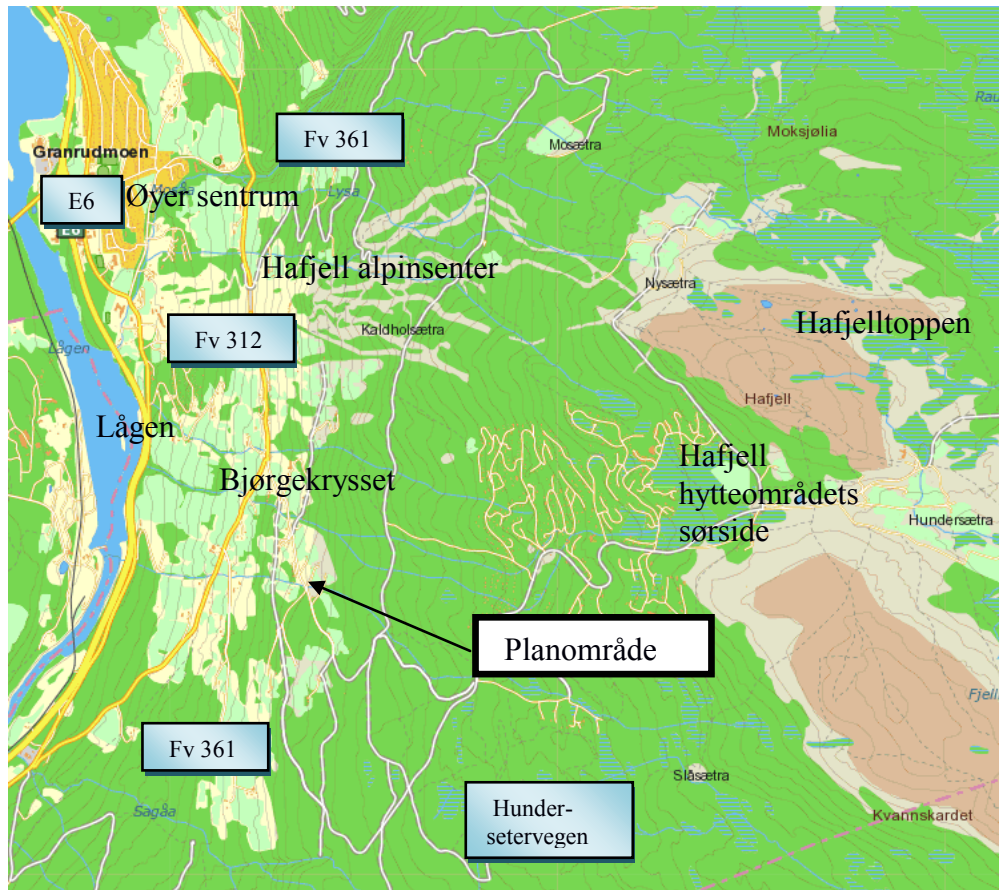 Fv 361
Moksjølia
Mosætra
Granrudmoen
E6
Øyer sentrum
Mosåa
Lysa
E6
Hafjell alpinsenter
Nysætra
Hafjelltoppen
Fv 312
Kaldholsætra
Lågen
Hafjell
Lågen
Bjørgekrysset
Hafjell
hytteområdets
sørside
Hundersætra
Planområde
Fv 361
Slåsætra
Hunder-
setervegen
Sagåa
Kvannskardet